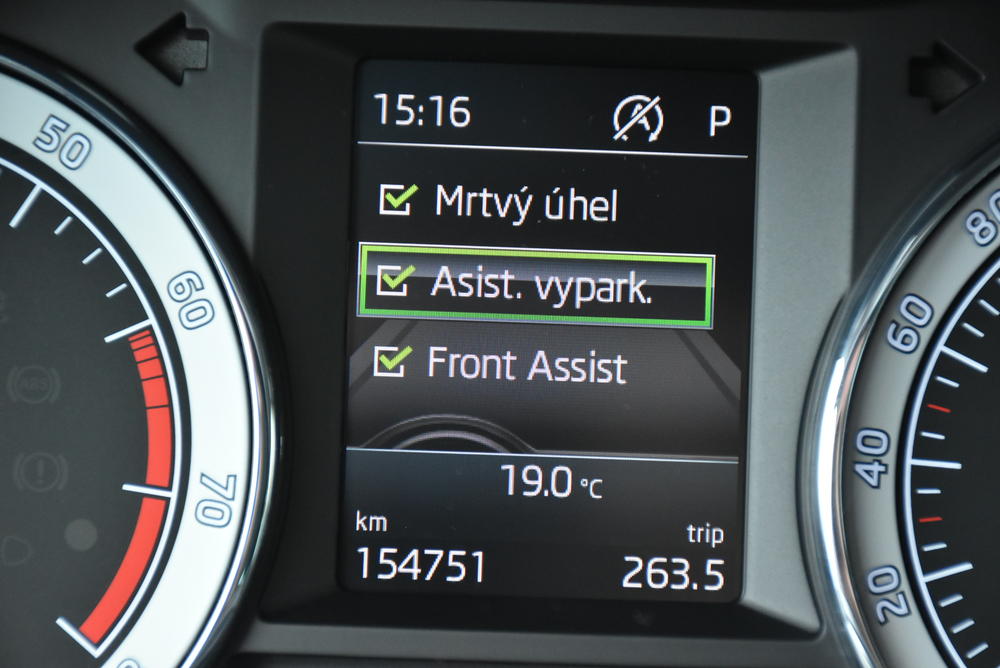 15:16 P
Mrtvý úhel
Asist. vypark.
Front Assist
19.0 °C
km
trip
154751
263.5
50
60
70
80
60
40
20
ABS